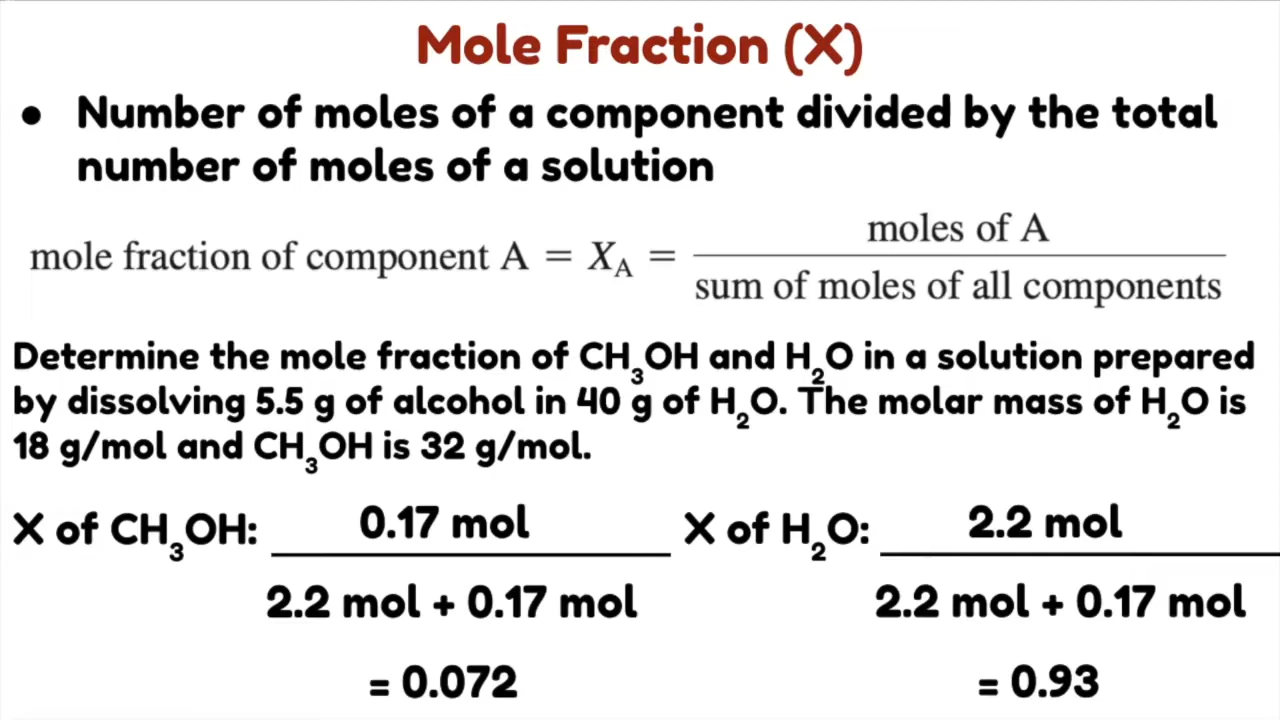 Mole Fraction (X)
● Number of moles of a component divided by the total
number of moles of a solution
mole fraction of component A = X_A = moles of A
sum of moles of all components
Determine the mole fraction of CH₃OH and H₂O in a solution prepared
by dissolving 5.5 g of alcohol in 40 g of H₂O. The molar mass of H₂O is
18 g/mol and CH₃OH is 32 g/mol.
X of CH₃OH: 0.17 mol
2.2 mol + 0.17 mol
= 0.072
X of H₂O: 2.2 mol
2.2 mol + 0.17 mol
= 0.93